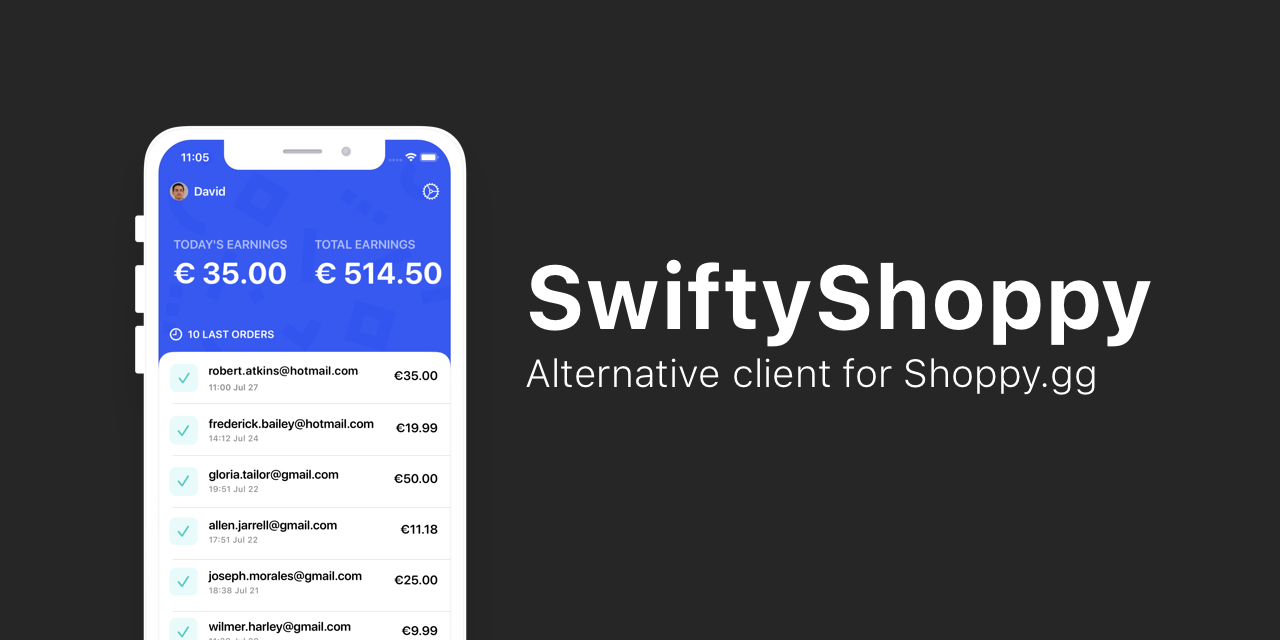 11:05
David
TODAY'S EARNINGS
TOTAL EARNINGS
€ 35.00
€ 514.50
10 LAST ORDERS
robert.atkins@hotmail.com
€35.00
11:00 Jul 27
frederick.bailey@hotmail.com
€19.99
14:12 Jul 24
gloria.tailor@gmail.com
€50.00
19:51 Jul 22
allen.jarrell@gmail.com
€11.18
17:51 Jul 22
joseph.morales@gmail.com
€25.00
18:38 Jul 21
wilmer.harley@gmail.com
€9.99
SwiftyShoppy
Alternative client for Shoppy.gg